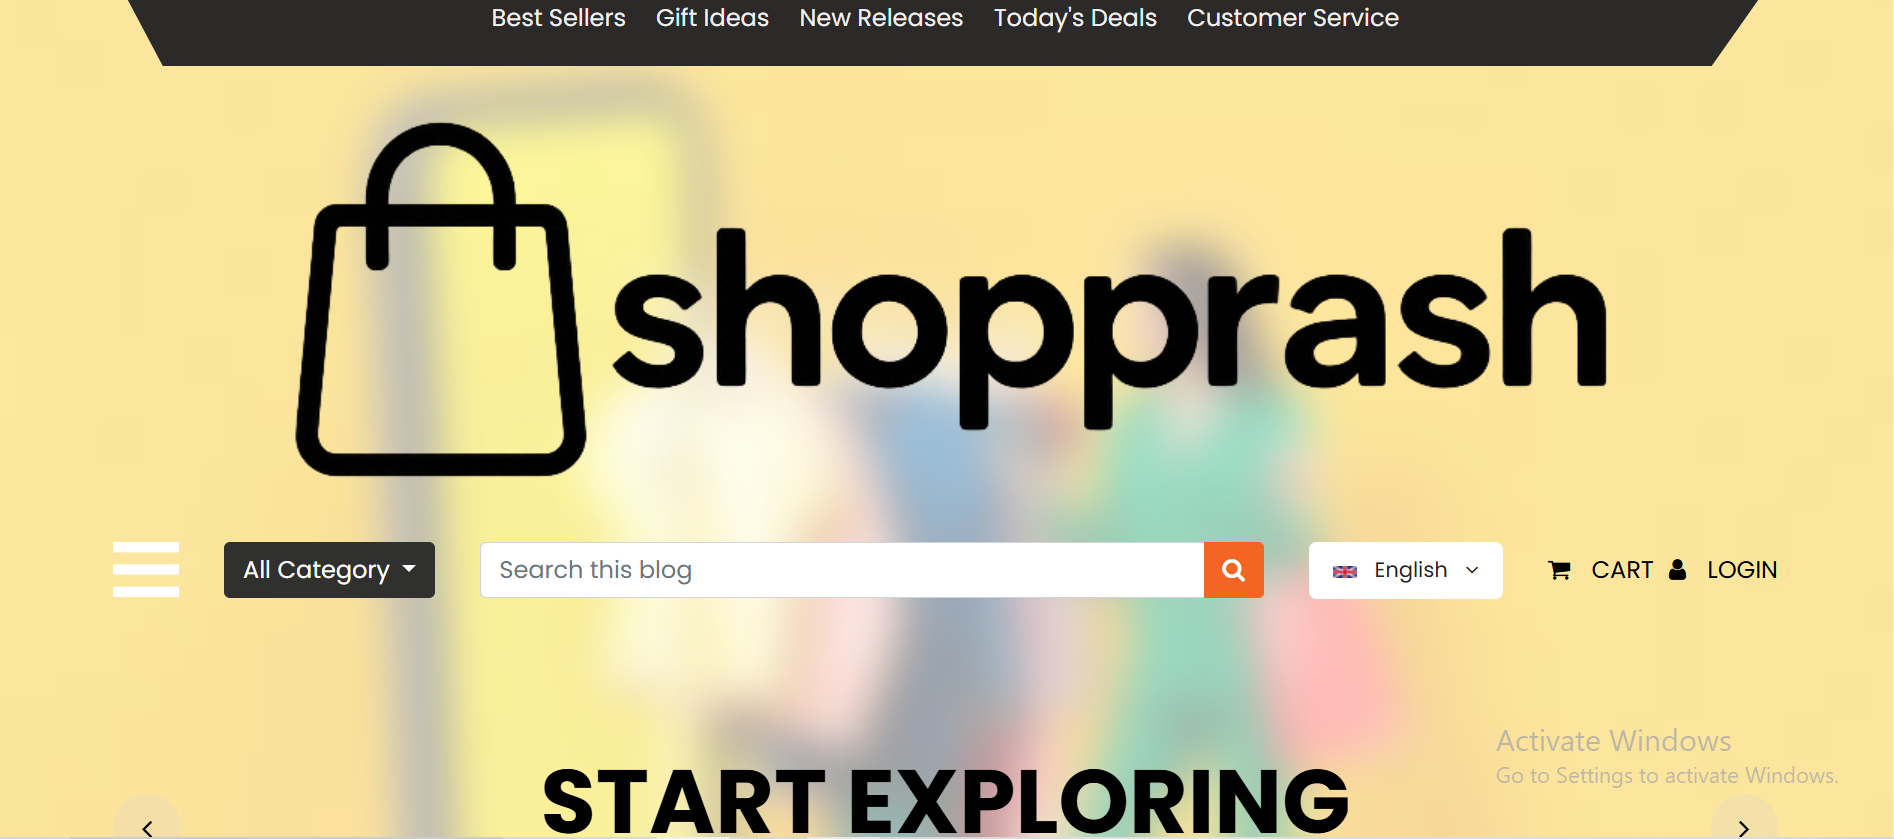 Best Sellers Gift Ideas New Releases Today's Deals Customer Service
shopprash
All Category Search this blog English CART LOGIN
Activate Windows
Go to Settings to activate Windows.
START EXPLORING